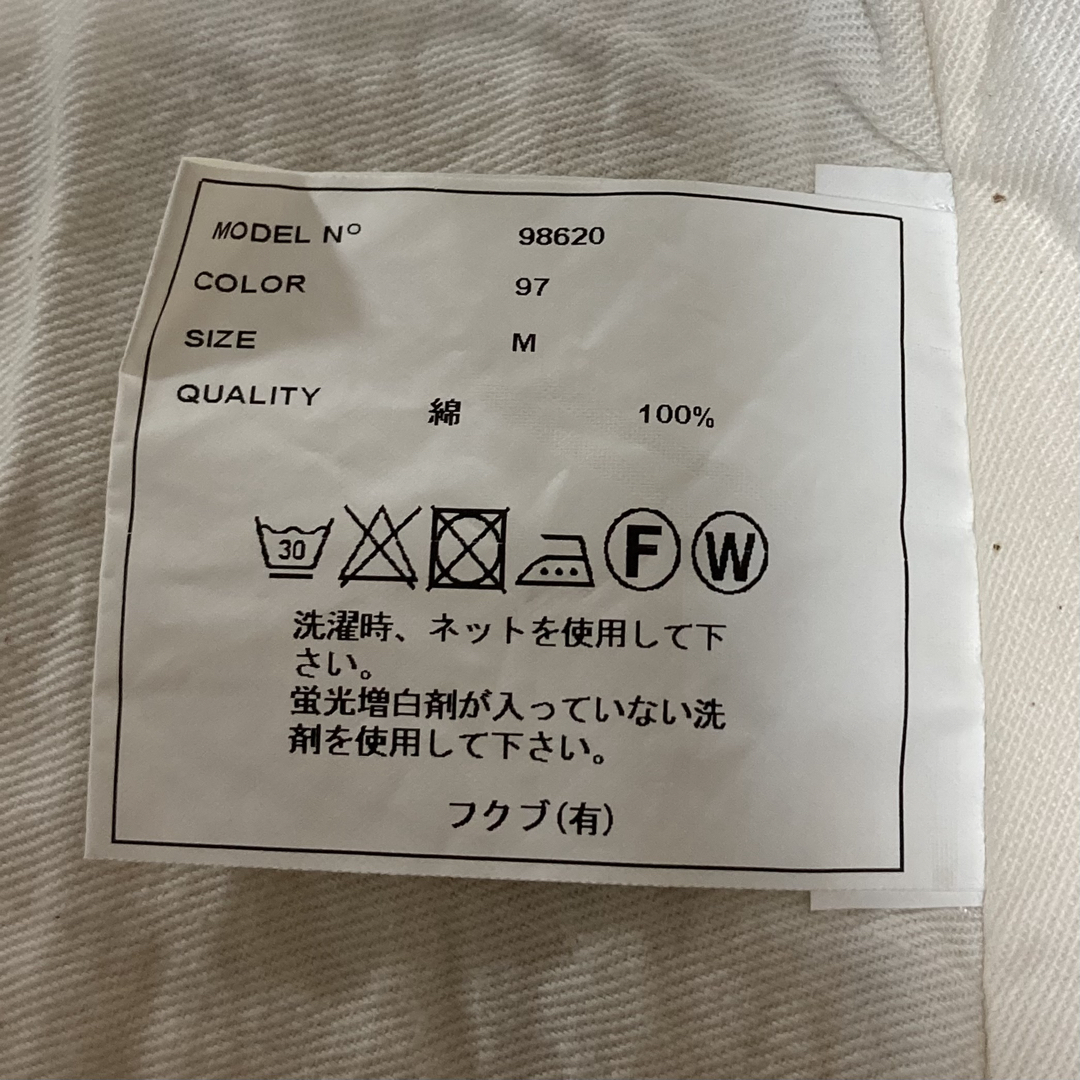 MODEL Nº 98620
COLOR 97
SIZE M
QUALITY
綿 100%
30 F W
洗濯時、ネットを使用して下
さい。
蛍光増白剤が入っていない洗
剤を使用して下さい。
フクブ(有)